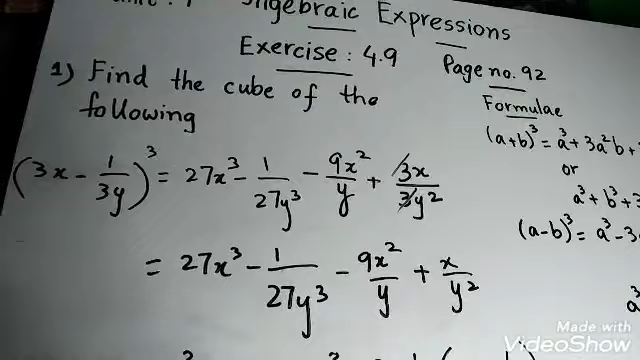 Algebraic Expressions
Exercise : 4.9
Page no. 92
1) Find the cube of the following
Formulae
(a+b)³ = a³ + 3a²b +
or
a³ + b³ + 3
(a-b)³ = a³ - 3
(3x - 1/3y)³ = 27x³ - 1/27y³ - 9x²/y + 3x/3y²
= 27x³ - 1/27y³ - 9x²/y + x/y²
a³
Made with
VideoShow